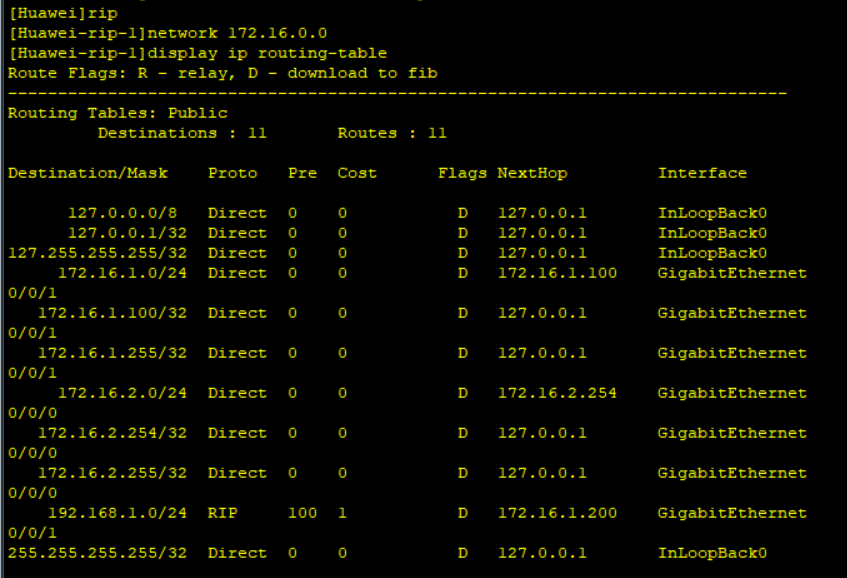 [Huawei]rip
[Huawei-rip-1]network 172.16.0.0
[Huawei-rip-1]display ip routing-table
Route Flags: R - relay, D - download to fib
------------------------------------------------------------------------------
Routing Tables: Public
         Destinations : 11       Routes : 11

Destination/Mask    Proto   Pre  Cost      Flags NextHop         Interface

      127.0.0.0/8   Direct  0    0           D   127.0.0.1       InLoopBack0
      127.0.0.1/32  Direct  0    0           D   127.0.0.1       InLoopBack0
127.255.255.255/32  Direct  0    0           D   127.0.0.1       InLoopBack0
     172.16.1.0/24  Direct  0    0           D   172.16.1.100    GigabitEthernet
0/0/1
   172.16.1.100/32  Direct  0    0           D   127.0.0.1       GigabitEthernet
0/0/1
   172.16.1.255/32  Direct  0    0           D   127.0.0.1       GigabitEthernet
0/0/1
     172.16.2.0/24  Direct  0    0           D   172.16.2.254    GigabitEthernet
0/0/0
   172.16.2.254/32  Direct  0    0           D   127.0.0.1       GigabitEthernet
0/0/0
   172.16.2.255/32  Direct  0    0           D   127.0.0.1       GigabitEthernet
0/0/0
    192.168.1.0/24  RIP     100  1           D   172.16.1.200    GigabitEthernet
0/0/1
255.255.255.255/32  Direct  0    0           D   127.0.0.1       InLoopBack0